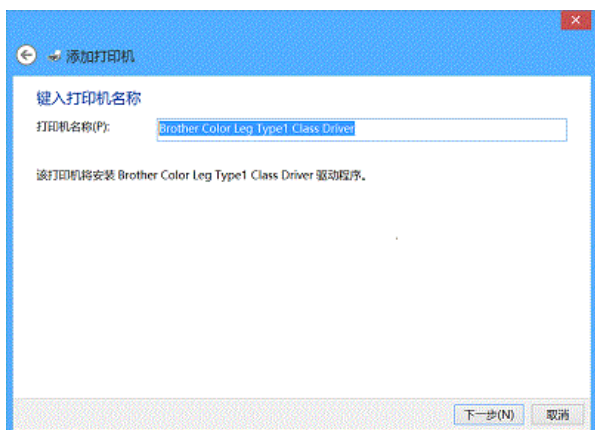 添加打印机
键入打印机名称
打印机名称(P): Brother Color Leg Type1 Class Driver
该打印机将安装 Brother Color Leg Type1 Class Driver 驱动程序。
下一步(N) 取消